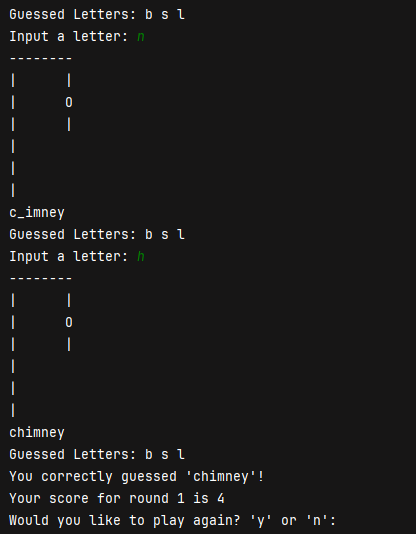 Guessed Letters: b s l
Input a letter: n
--------
|      |
|      O
|      |
|
|
|
c_imney
Guessed Letters: b s l
Input a letter: h
--------
|      |
|      O
|      |
|
|
|
chimney
Guessed Letters: b s l
You correctly guessed 'chimney'!
Your score for round 1 is 4
Would you like to play again? 'y' or 'n':